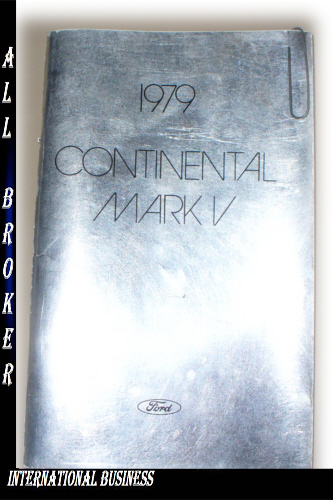 1979
CONTINENTAL
MARK V
Ford
ALL BROKER
INTERNATIONAL BUSINESS